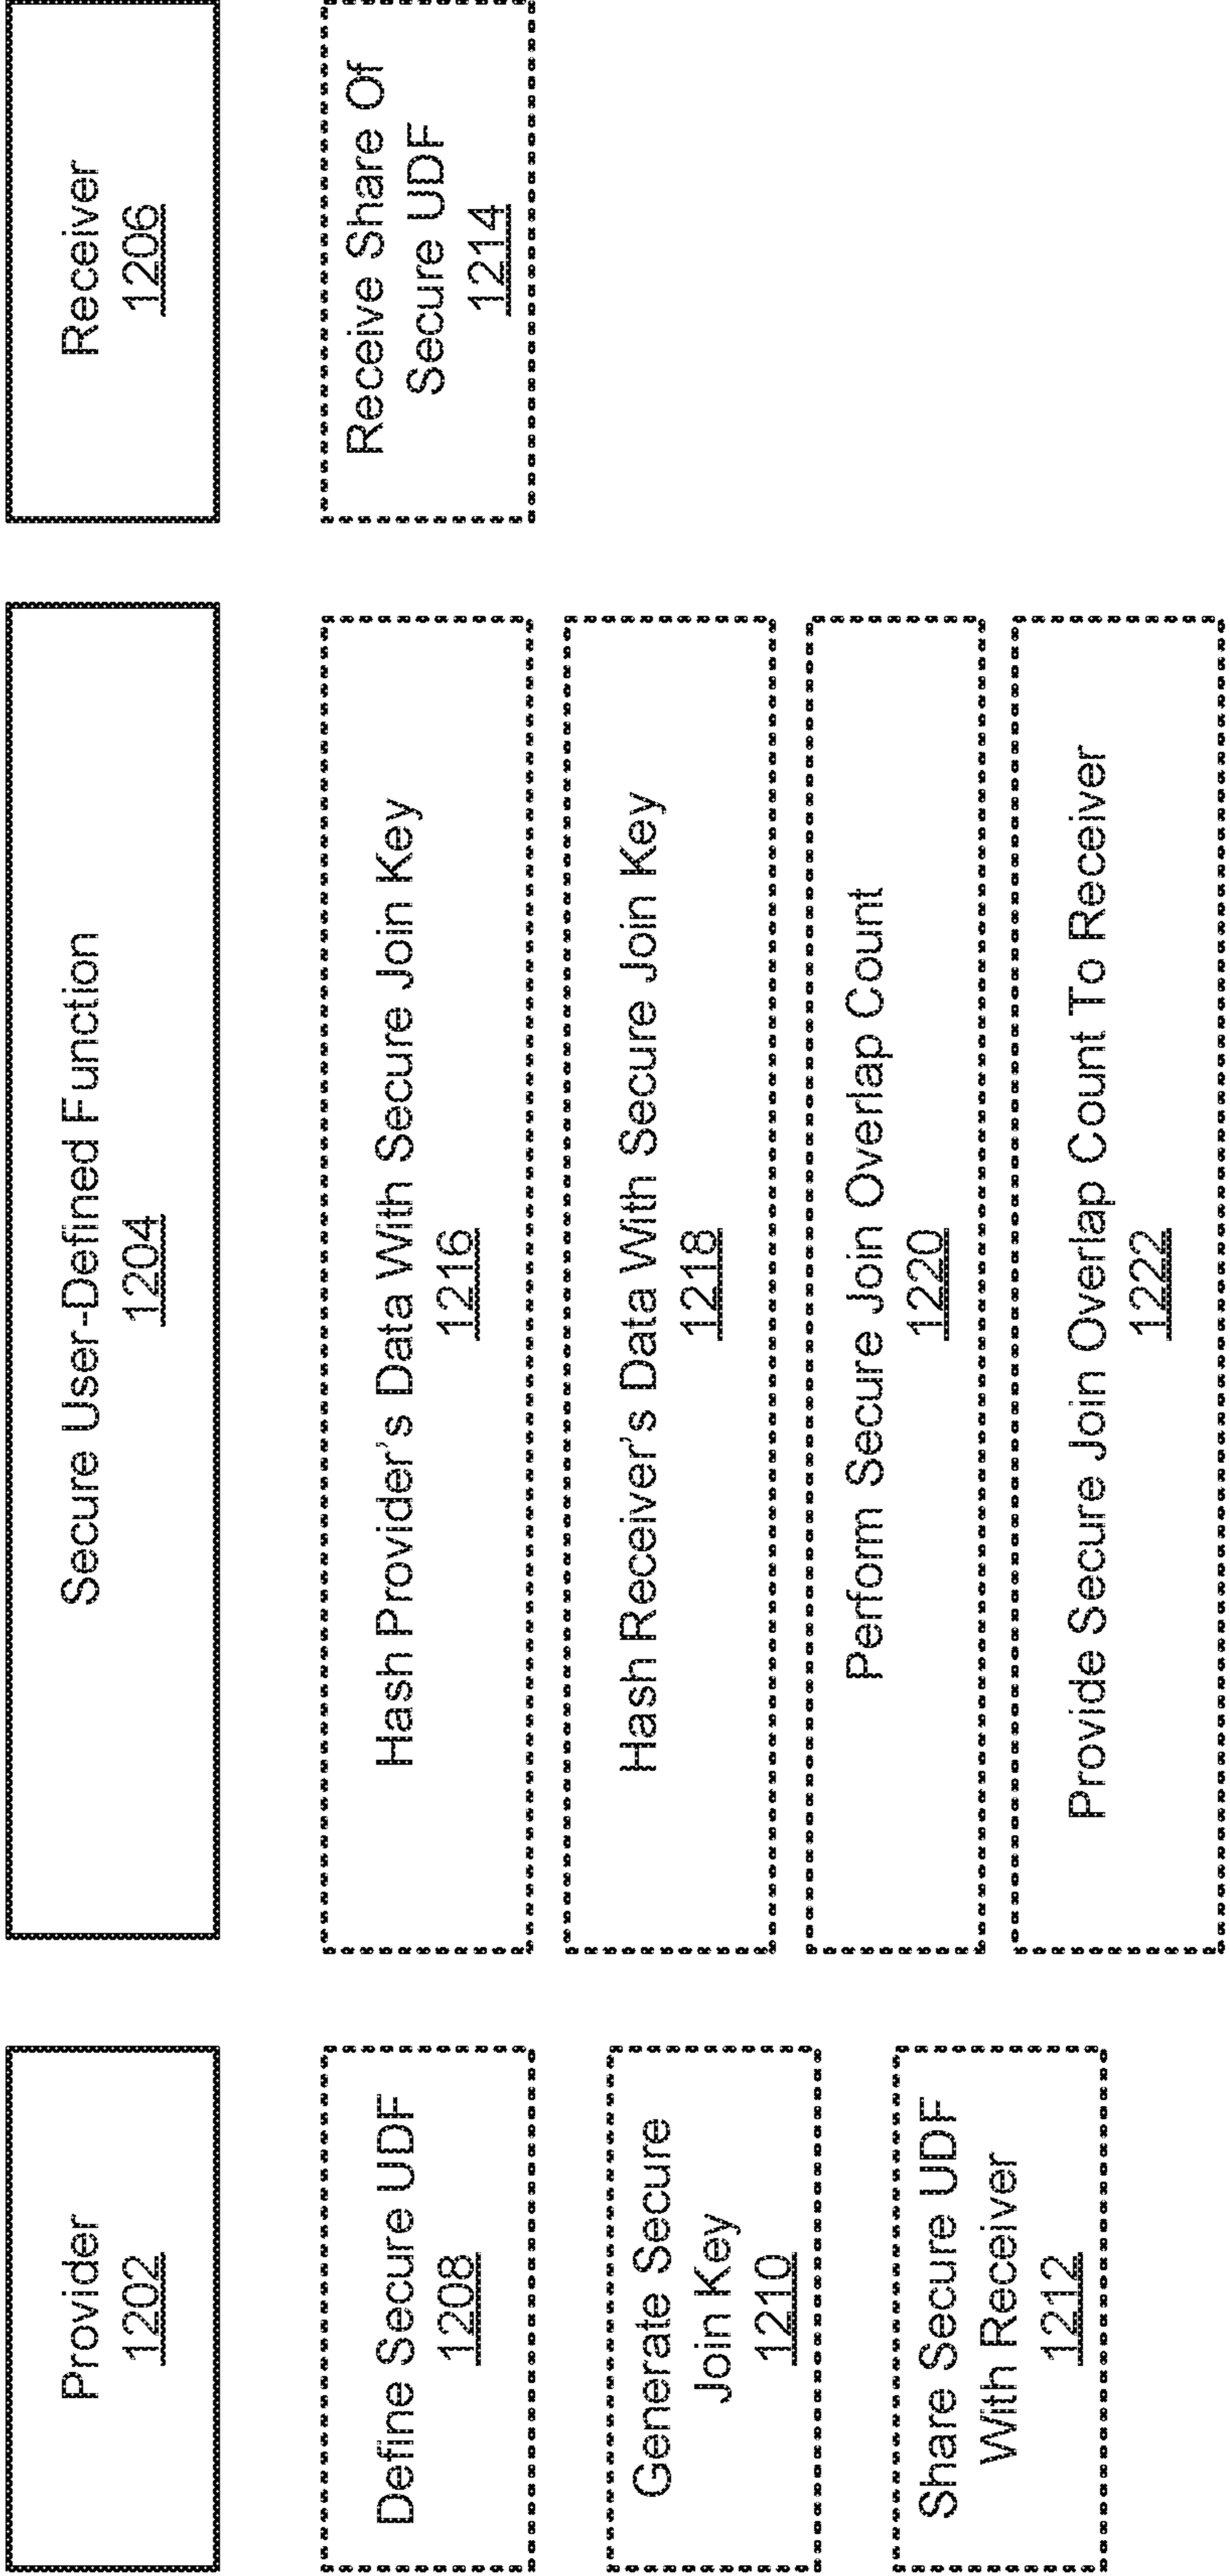 Provider
1202
Secure User-Defined Function
1204
Receiver
1206
Define Secure UDF
1208
Generate Secure
Join Key
1210
Share Secure UDF
With Receiver
1212
Hash Provider's Data With Secure Join Key
1216
Hash Receiver's Data With Secure Join Key
1218
Perform Secure Join Overlap Count
1220
Provide Secure Join Overlap Count To Receiver
1222
Receive Share Of
Secure UDF
1214